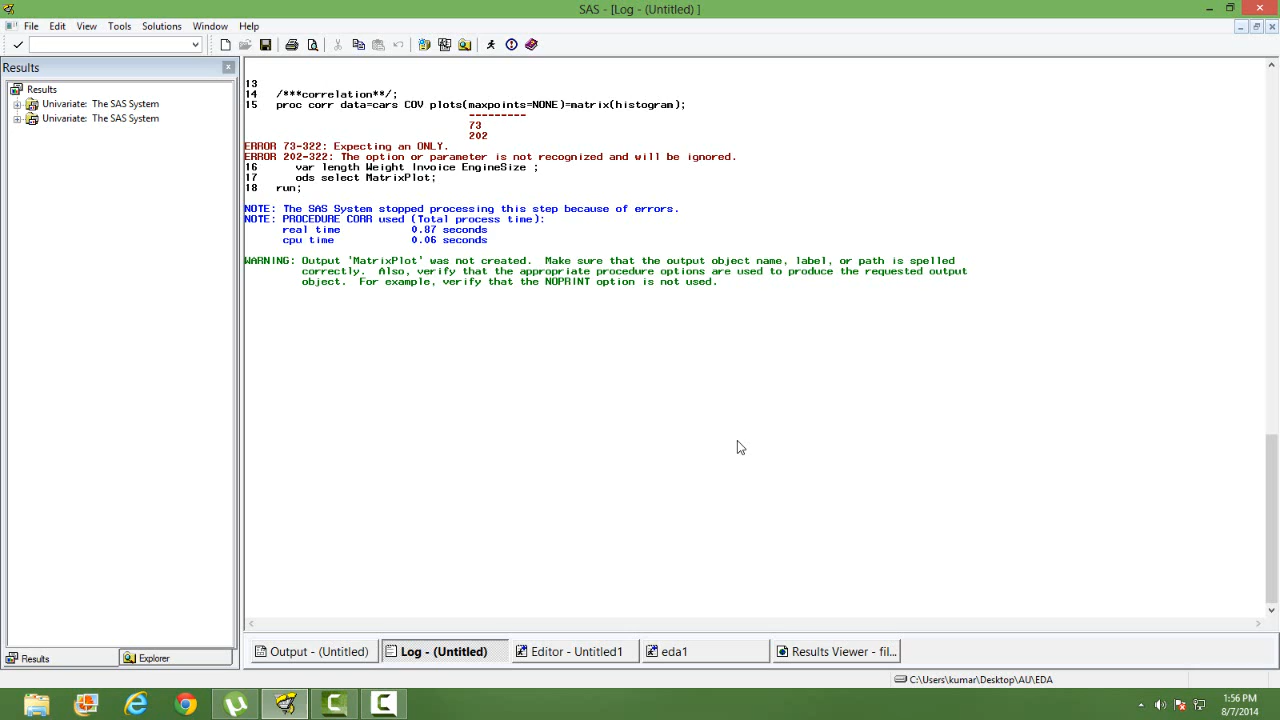 SAS - [Log - (Untitled) ]
File Edit View Tools Solutions Window Help
Results
Results
Univariate: The SAS System
Univariate: The SAS System
13
14 /***correlation**/;
15 proc corr data=cars COV plots(maxpoints=NONE)=matrix(histogram);
---------
73
202
ERROR 73-322: Expecting an ONLY.
ERROR 202-322: The option or parameter is not recognized and will be ignored.
16 var length Weight Invoice EngineSize ;
17 ods select MatrixPlot;
18 run;
NOTE: The SAS System stopped processing this step because of errors.
NOTE: PROCEDURE CORR used (Total process time):
real time 0.87 seconds
cpu time 0.06 seconds
WARNING: Output 'MatrixPlot' was not created. Make sure that the output object name, label, or path is spelled
correctly. Also, verify that the appropriate procedure options are used to produce the requested output
object. For example, verify that the NOPRINT option is not used.
Results Explorer
Output - (Untitled) Log - (Untitled) Editor - Untitled1 eda1 Results Viewer - fil...
C:\Users\kumar\Desktop\AU\EDA
1:56 PM
8/7/2014